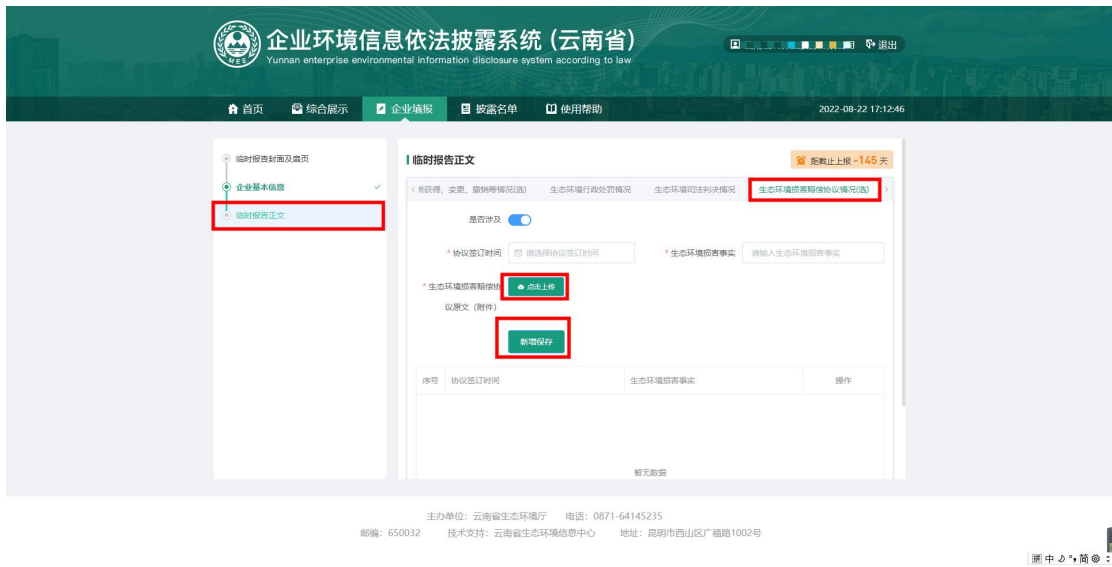 企业环境信息依法披露系统 (云南省)
Yunnan enterprise environmental information disclosure system according to law
MEE
退出
首页 综合展示 企业填报 披露名单 使用帮助 2022-08-22 17:12:46
临时报告封面及扉页
企业基本信息
临时报告正文
临时报告正文
距截止上报 -145 天
获得、变更、撤销等情况(选) 生态环境行政处罚情况 生态环境司法判决情况 生态环境损害赔偿协议情况(选)
是否涉及
* 协议签订时间 请选择协议签订时间 * 生态环境损害事实 请输入生态环境损害事实
* 生态环境损害赔偿协 点击上传
议原文（附件）
新增保存
序号 协议签订时间 生态环境损害事实 操作
暂无数据
主办单位：云南省生态环境厅 电话：0871-64145235
邮编：650032 技术支持：云南省生态环境信息中心 地址：昆明市西山区广福路1002号
中 简